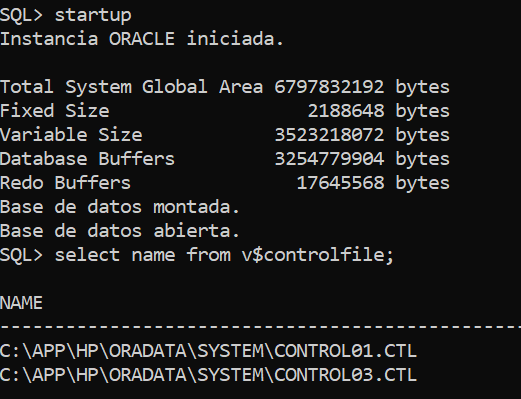 SQL> startup
Instancia ORACLE iniciada.
Total System Global Area 6797832192 bytes
Fixed Size 2188648 bytes
Variable Size 3523218072 bytes
Database Buffers 3254779904 bytes
Redo Buffers 17645568 bytes
Base de datos montada.
Base de datos abierta.
SQL> select name from v$controlfile;
NAME
------------------------------------------------
C:\APP\HP\ORADATA\SYSTEM\CONTROL01.CTL
C:\APP\HP\ORADATA\SYSTEM\CONTROL03.CTL